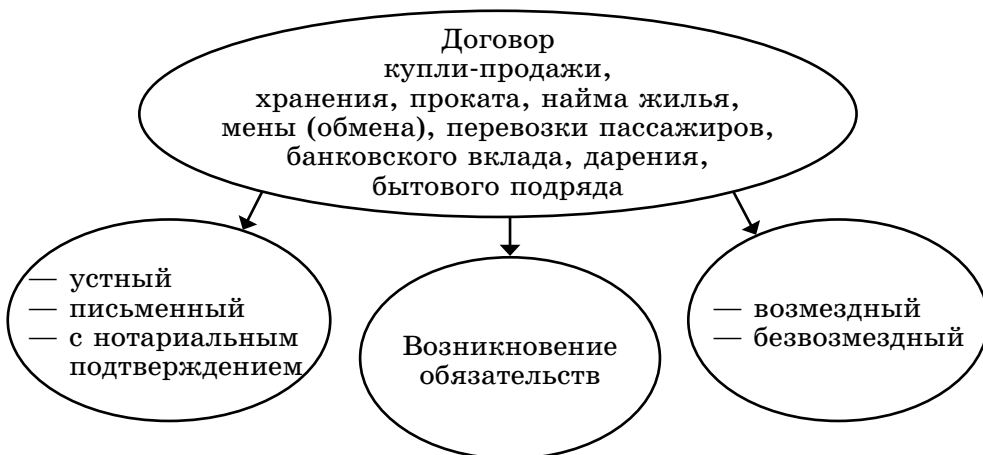 Договор
купли-продажи,
хранения, проката, найма жилья,
мены (обмена), перевозки пассажиров,
банковского вклада, дарения,
бытового подряда
— устный
— письменный
— с нотариальным
подтверждением
Возникновение
обязательств
— возмездный
— безвозмездный